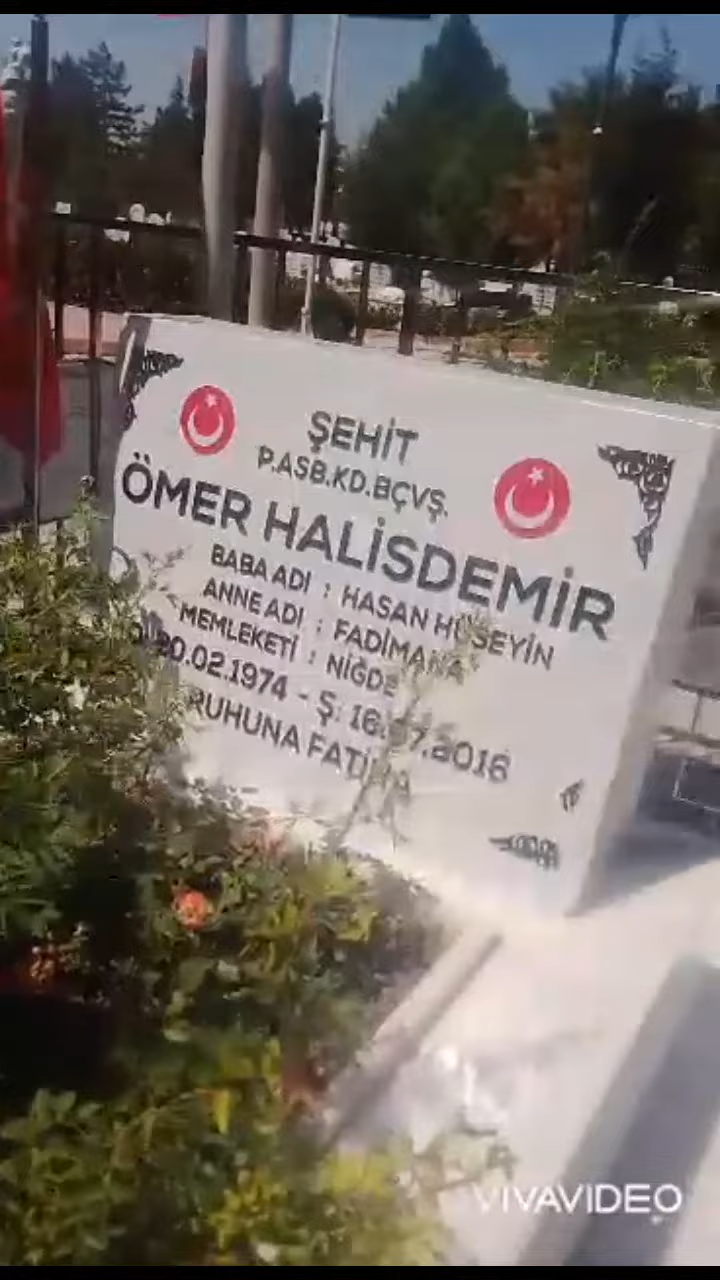 ŞEHİT
P.ASB.KD.BÇVŞ.
ÖMER HALİSDEMİR
BABA ADI : HASAN HÜSEYİN
ANNE ADI : FADİMANA
MEMLEKETİ : NİĞDE
20.02.1974 - Ş: 16.07.2016
RUHUNA FATİHA
VIVAVIDEO